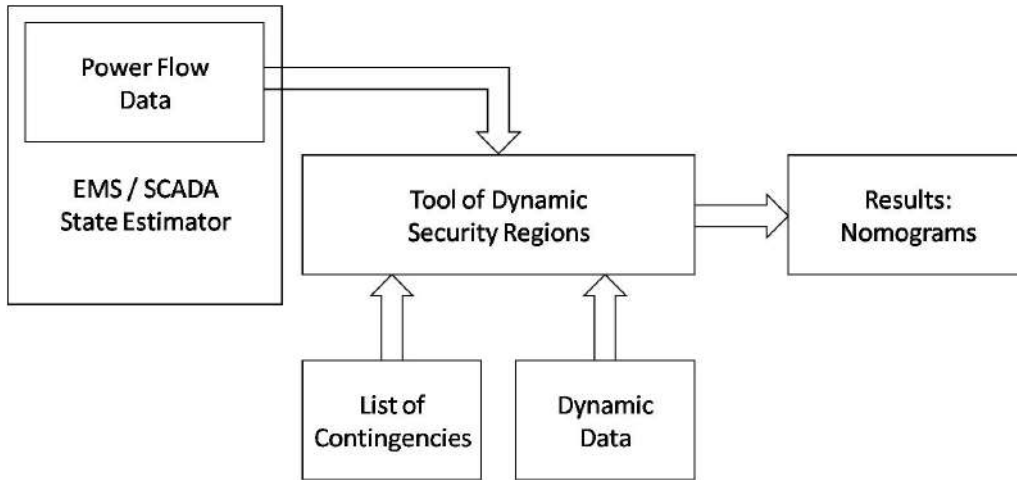 Power Flow
Data
EMS / SCADA
State Estimator
Tool of Dynamic
Security Regions
Results:
Nomograms
List of
Contingencies
Dynamic
Data